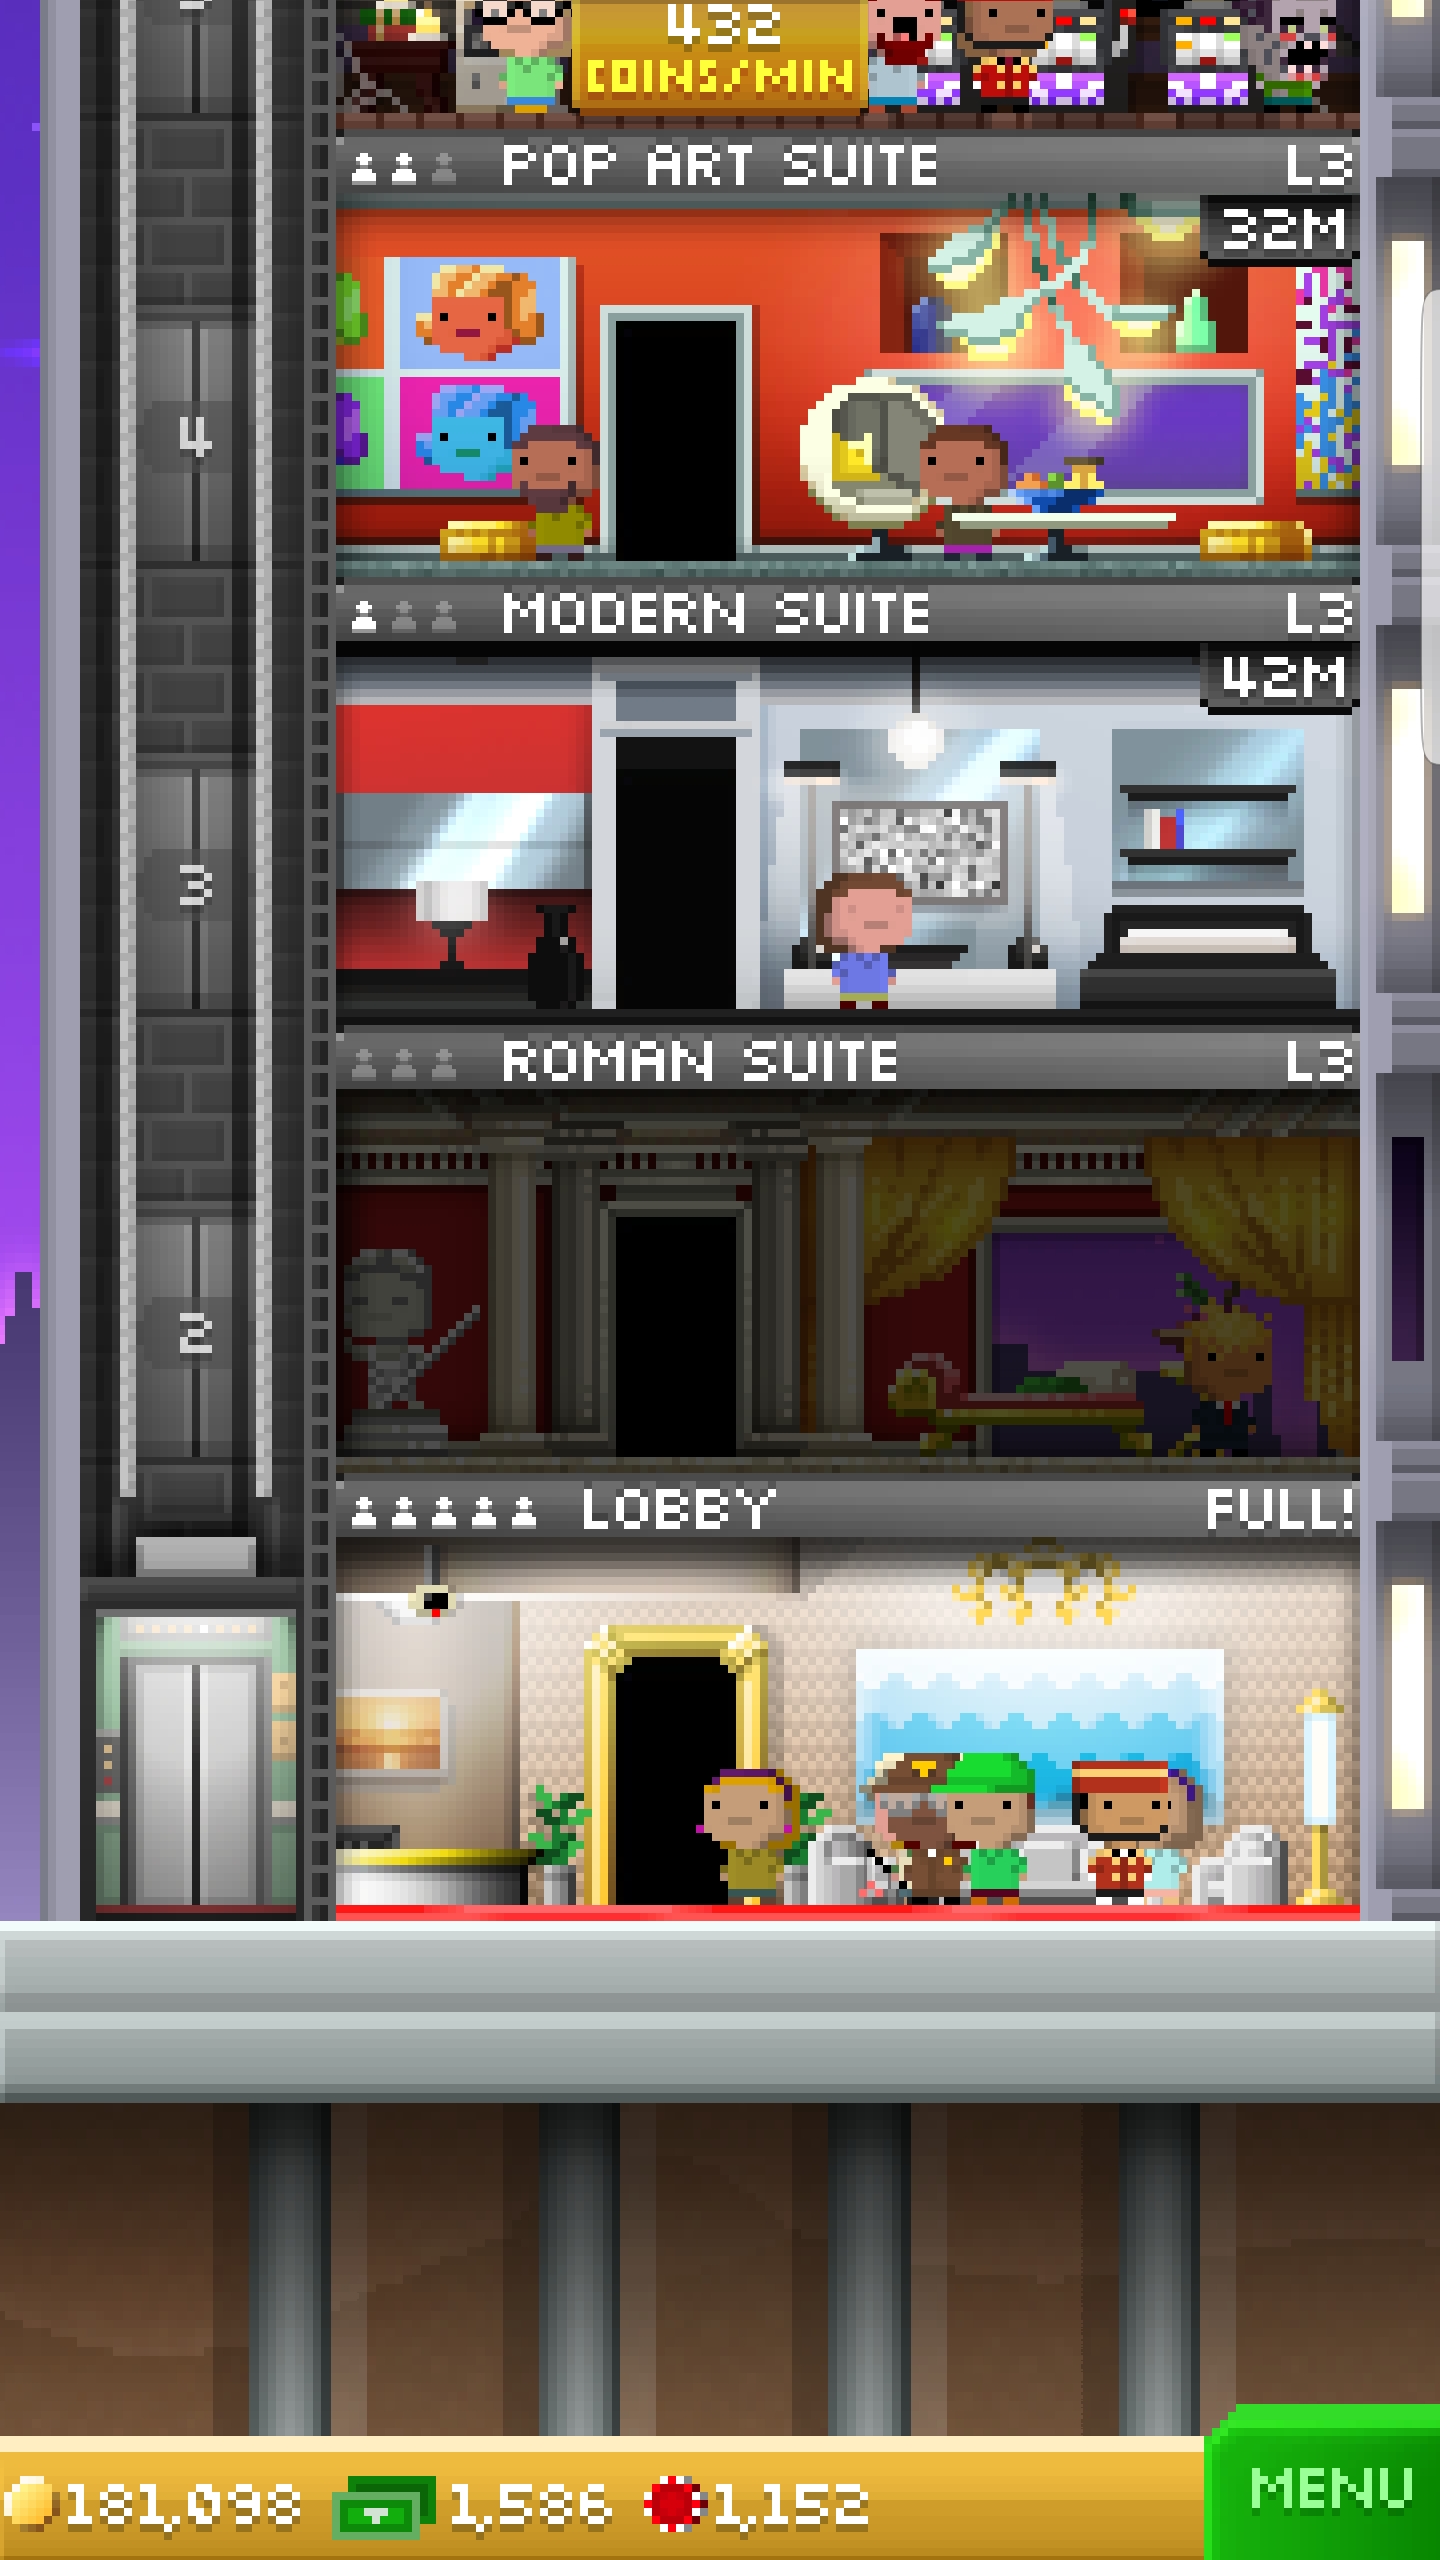 432
COINS/MIN
POP ART SUITE L3
32M
4
MODERN SUITE L3
42M
3
ROMAN SUITE L3
2
LOBBY FULL!
181,098 1,586 1,152
MENU